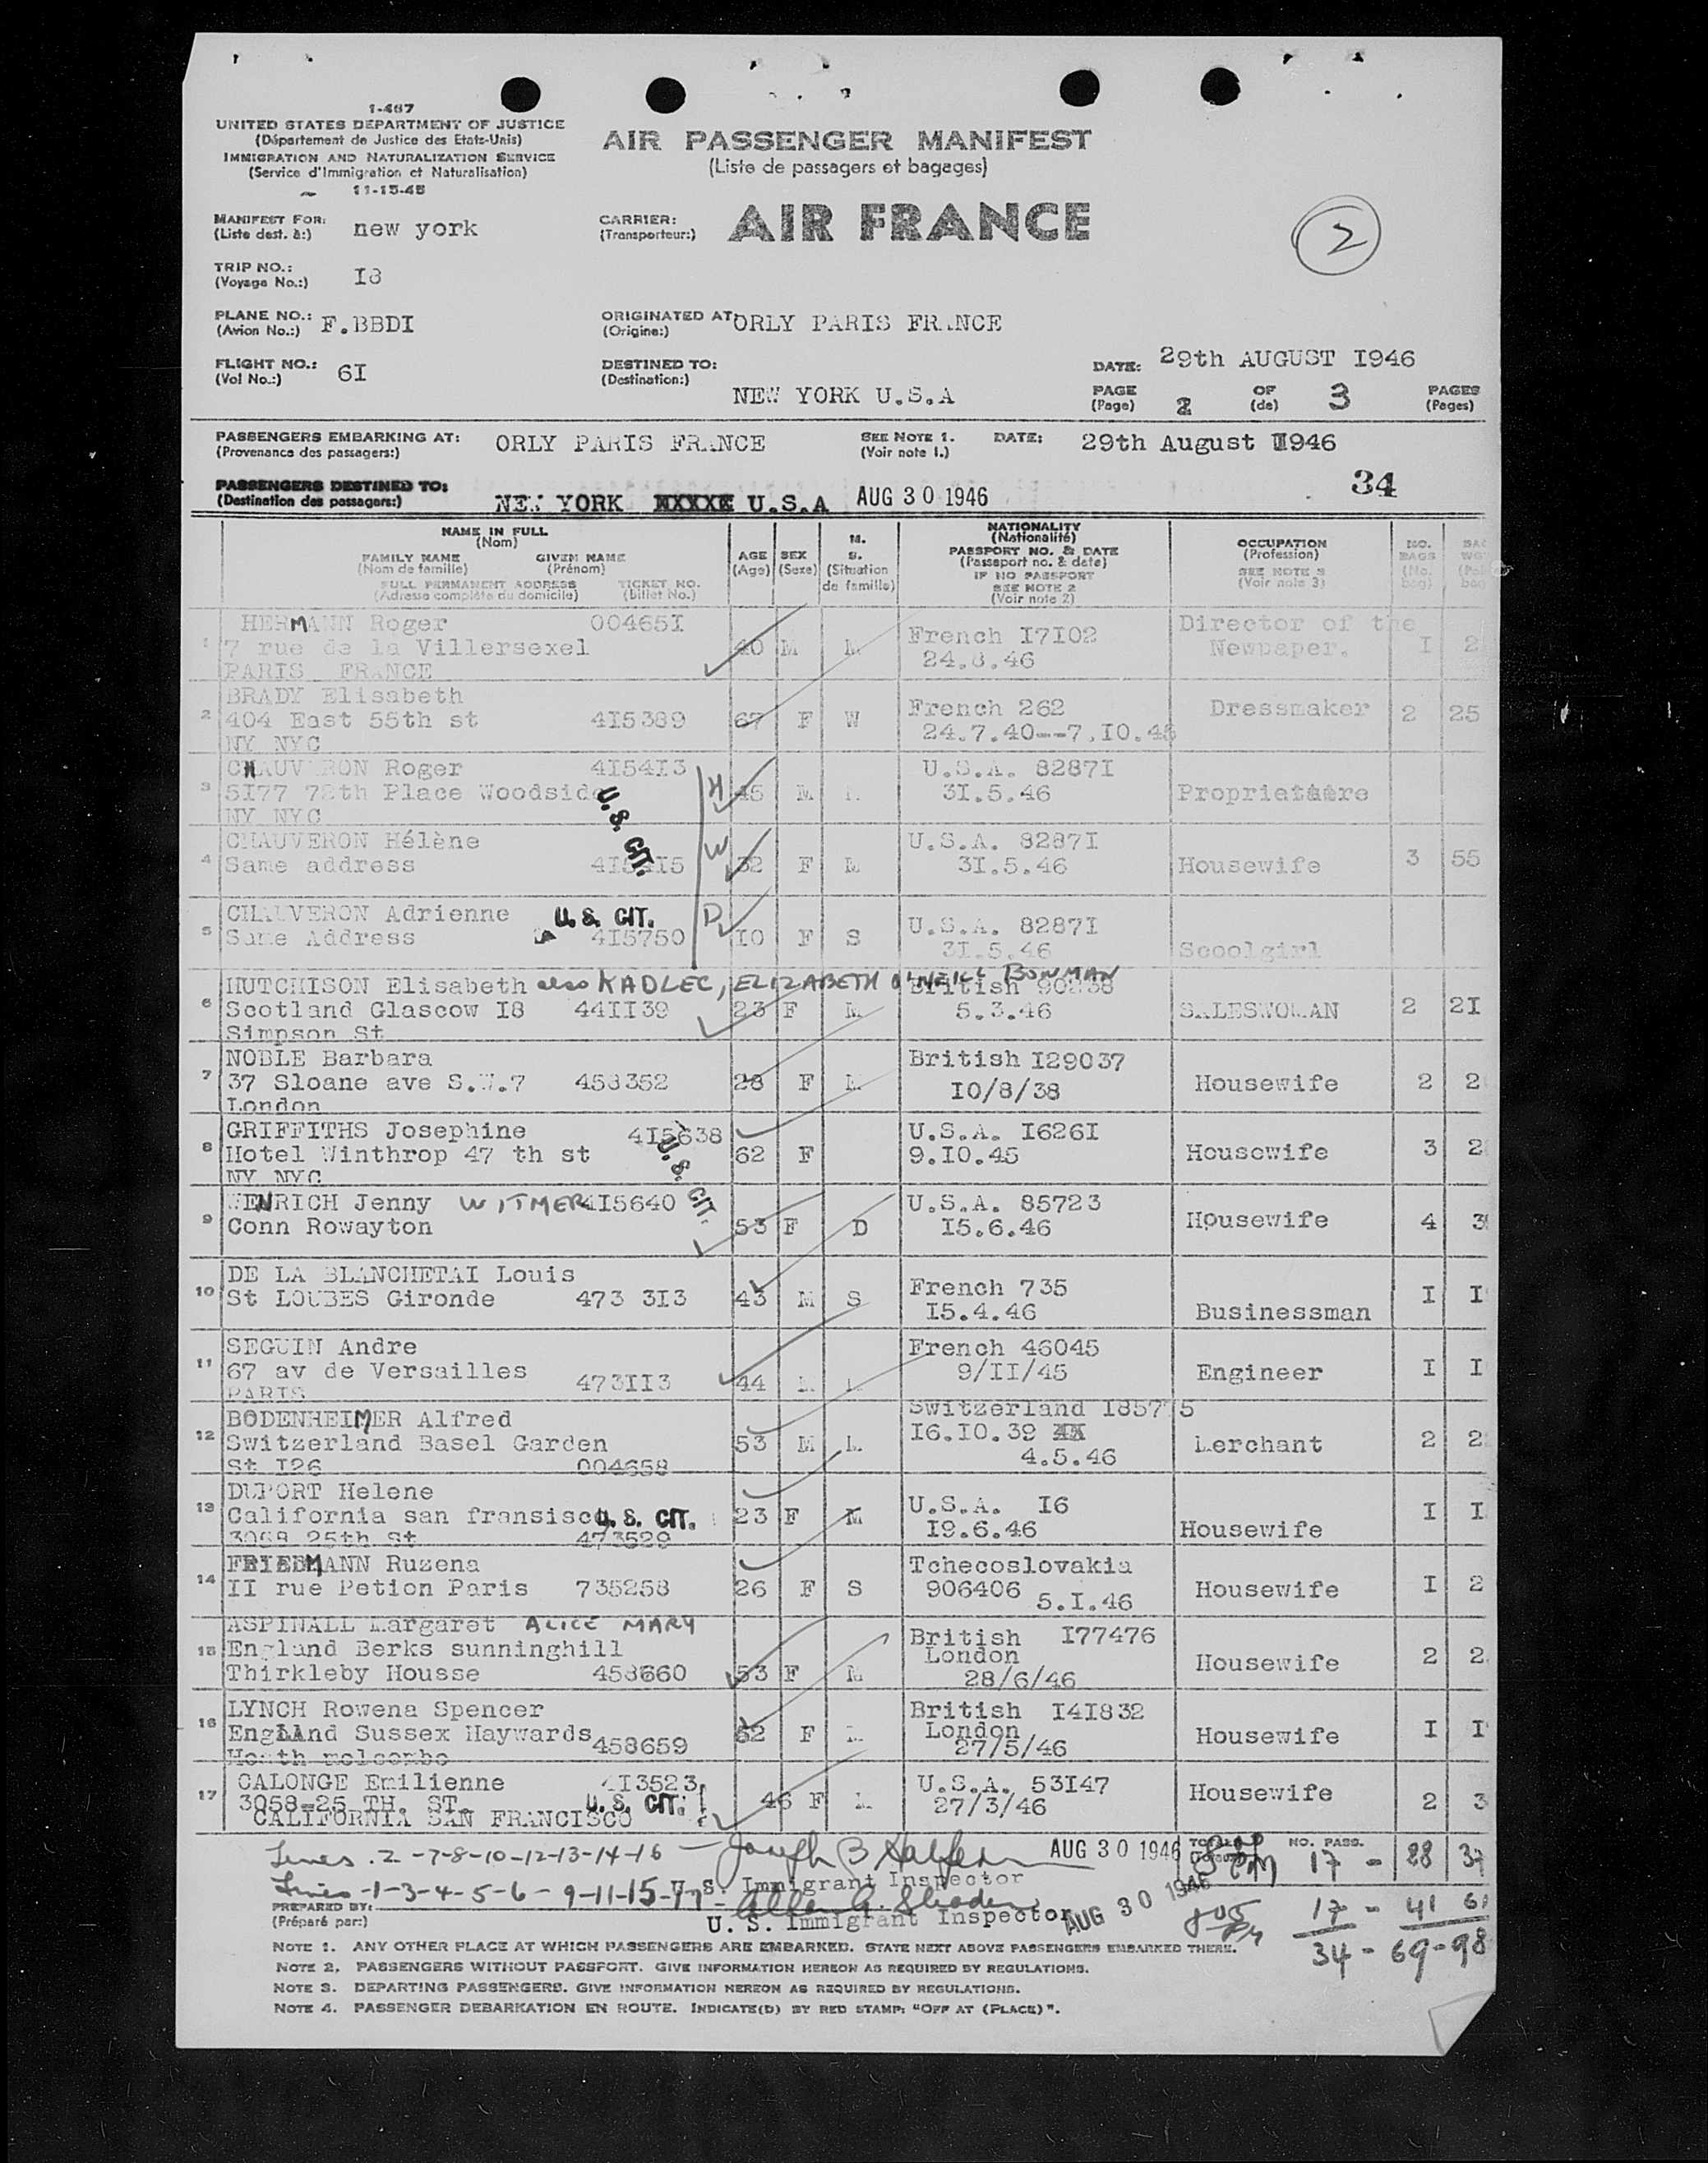 1-467
UNITED STATES DEPARTMENT OF JUSTICE
(Département de Justice des Etats-Unis)
IMMIGRATION AND NATURALIZATION SERVICE
(Service d'Immigration et Naturalisation)
11-15-45
AIR PASSENGER MANIFEST
(Liste de passagers et bagages)
MANIFEST FOR: new york
(Liste dest. à:)
CARRIER: AIR FRANCE
(Transporteur:)
2
TRIP NO.: I8
(Voyage No.:)
PLANE NO.: F.BBDI
(Avion No.:)
ORIGINATED AT ORLY PARIS FRANCE
(Origine:)
FLIGHT NO.: 6I
(Vol No.:)
DESTINED TO:
(Destination:)
NEW YORK U.S.A
DATE: 29th AUGUST I946
PAGE 2 OF 3 PAGES
(Page) (de) (Pages)
PASSENGERS EMBARKING AT: ORLY PARIS FRANCE SEE NOTE 1. DATE: 29th August 1946
(Provenance des passagers:) (Voir note 1.)
34
PASSENGERS DESTINED TO: NEW YORK XXXX U.S.A AUG 30 1946
(Destination des passagers:)
NAME IN FULL
(Nom)
FAMILY NAME GIVEN NAME
(Nom de famille) (Prénom)
FULL PERMANENT ADDRESS TICKET NO.
(Adresse complète du domicile) (billet No.)
AGE
(Age)
SEX
(Sexe)
M.
S.
(Situation
de famille)
NATIONALITY
(Nationalité)
PASSPORT NO. & DATE
(Passeport no. & date)
IF NO PASSPORT
SEE NOTE 2
(Voir note 2)
OCCUPATION
(Profession)
SEE NOTE 3
(Voir note 3)
NO.
BAGS
(No.
bag)
1 HERMANN Roger 00465I
7 rue de la Villersexel 40 M M French I7I02 Director of the
PARIS FRANCE 24.8.46 Newpaper. I 2
2 BRADY Elisabeth
404 East 55th st 4I5389 67 F W French 262 Dressmaker 2 25
NY NYC 24.7.40--7.I0.45
3 CHAUVERON Roger 4I54I3 H U.S.A. 8287I
5I77 72th Place Woodside 45 M M 3I.5.46
NY NYC
U.S. CIT.
4 CHAUVERON Hélène W U.S.A. 8287I
Same address 4I5415 32 F M 3I.5.46 Housewife 3 55
5 CHAUVERON Adrienne U.S. CIT. D U.S.A. 8287I
Same Address 4I5750 I0 F S 3I.5.46 Scoolgirl
6 HUTCHISON Elisabeth also KADLEC, ELIZABETH O'NEILL BOWMAN
Scotland Glascow I8 44II39 23 F M British 90238 SALESWOMAN 2 2I
Simpson St 5.3.46
7 NOBLE Barbara
37 Sloane ave S.W.7 458352 28 F M British I29037 Housewife 2 2
London I0/8/38
8 GRIFFITHS Josephine 4I5638 U.S. CIT.
Hotel Winthrop 47 th st 62 F U.S.A. I626I Housewife 3 2
NY NYC 9.I0.45
9 WENRICH Jenny WITMER 4I5640
Conn Rowayton 53 F D U.S.A. 85723 Housewife 4 3
I5.6.46
10 DE LA BLANCHETAI Louis
St LOUBES Gironde 473 3I3 43 M S French 735 Businessman I I
I5.4.46
11 SEGUIN Andre
67 av de Versailles 473II3 44 M M French 46045 Engineer I I
PARIS 9/II/45
12 BODENHEIMER Alfred
Switzerland Basel Garden 53 M M Switzerland I85775 Merchant 2 2
St I26 004658 I6.I0.39 XX
4.5.46
13 DUPORT Helene
California san fransisco U.S. CIT. 23 F M U.S.A. I6 Housewife I I
3058 25th St 473529 I9.6.46
14 FRIEDMANN Ruzena
II rue Petion Paris 735258 26 F S Tchecoslovakia Housewife I 2
906406 5.I.46
15 ASPINALL Margaret ALICE MARY
England Berks sunninghill British I77476
Thirkleby Housse 458660 53 F M London Housewife 2 2
28/6/46
16 LYNCH Rowena Spencer
England Sussex Haywards 458659 52 F British I4I832 Housewife I I
Heath London
27/5/46
17 CALONGE Emilienne 4I3523
3058-25 TH. ST. U.S. CIT. 46 F M U.S.A. 53I47 Housewife 2 3
CALIFORNIA SAN FRANCISCO 27/3/46
Lines . 2 -7-8-10-12-13-14-16 - Joseph B AUG 30 1946 NO. PASS. 17 - 28 37
U.S. Immigrant Inspector
Lines -1-3-4-5-6-9-11-15-17 -
PREPARED BY:
(Préparé par:)
U. S. Immigrant Inspector AUG 30 1946 805 PM
17 - 41 61
34 - 69 - 98
NOTE 1. ANY OTHER PLACE AT WHICH PASSENGERS ARE EMBARKED. STATE NEXT ABOVE PASSENGERS EMBARKED THERE.
NOTE 2. PASSENGERS WITHOUT PASSPORT. GIVE INFORMATION HEREON AS REQUIRED BY REGULATIONS.
NOTE 3. DEPARTING PASSENGERS. GIVE INFORMATION HEREON AS REQUIRED BY REGULATIONS.
NOTE 4. PASSENGER DEBARKATION EN ROUTE. INDICATE(D) BY RED STAMP: "OFF AT (PLACE)".